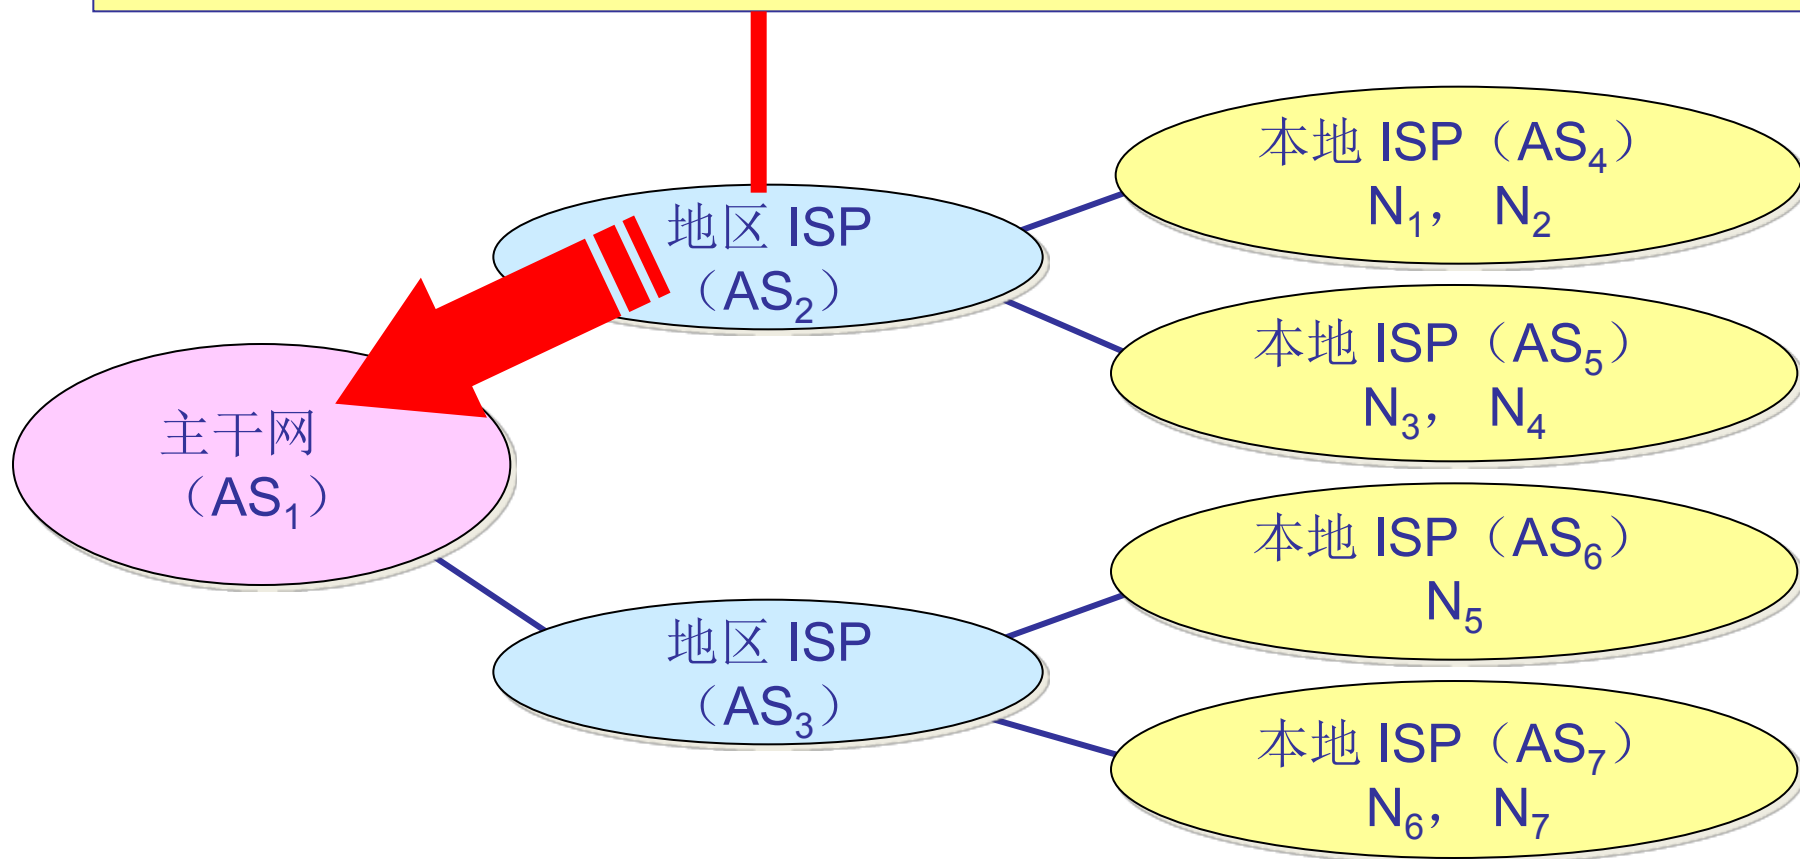 本地 ISP（AS₄）
N₁， N₂
地区 ISP
（AS₂）
本地 ISP（AS₅）
N₃， N₄
主干网
（AS₁）
本地 ISP（AS₆）
N₅
地区 ISP
（AS₃）
本地 ISP（AS₇）
N₆， N₇